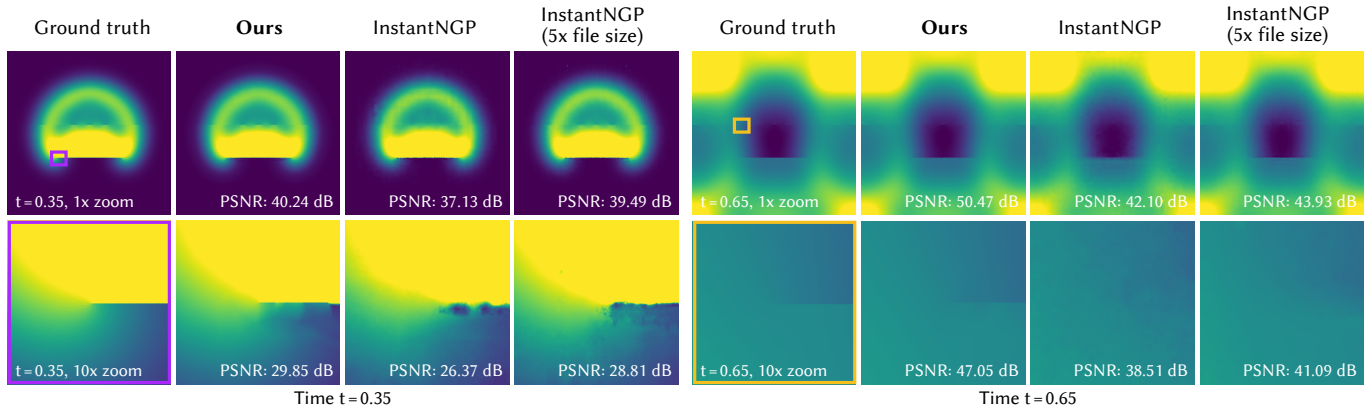 Ground truth
Ours
InstantNGP
InstantNGP
(5x file size)
Ground truth
Ours
InstantNGP
InstantNGP
(5x file size)
t = 0.35, 1x zoom
PSNR: 40.24 dB
PSNR: 37.13 dB
PSNR: 39.49 dB
t = 0.65, 1x zoom
PSNR: 50.47 dB
PSNR: 42.10 dB
PSNR: 43.93 dB
t = 0.35, 10x zoom
PSNR: 29.85 dB
PSNR: 26.37 dB
PSNR: 28.81 dB
t = 0.65, 10x zoom
PSNR: 47.05 dB
PSNR: 38.51 dB
PSNR: 41.09 dB
Time t = 0.35
Time t = 0.65